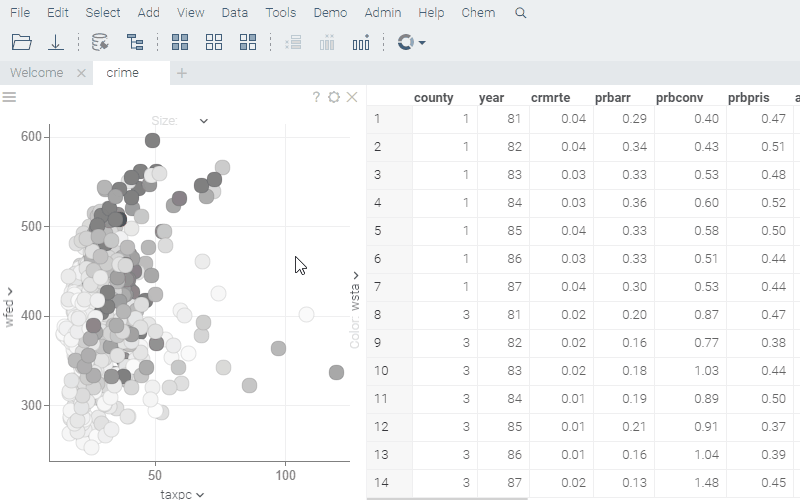 File Edit Select Add View Data Tools Demo Admin Help Chem
Welcome × crime +
? ×
Size:
600
500
400
300
50 100
wfed
taxpc
Color: wsta
county year crmrte prbarr prbconv prbpris a
1 1 81 0.04 0.29 0.40 0.47
2 1 82 0.04 0.34 0.43 0.51
3 1 83 0.03 0.33 0.53 0.48
4 1 84 0.03 0.36 0.60 0.52
5 1 85 0.04 0.33 0.58 0.50
6 1 86 0.03 0.33 0.51 0.44
7 1 87 0.04 0.30 0.53 0.44
8 3 81 0.02 0.20 0.87 0.47
9 3 82 0.02 0.16 0.77 0.38
10 3 83 0.02 0.18 1.03 0.44
11 3 84 0.01 0.19 0.89 0.50
12 3 85 0.01 0.21 0.91 0.37
13 3 86 0.01 0.16 1.04 0.39
14 3 87 0.02 0.13 1.48 0.45